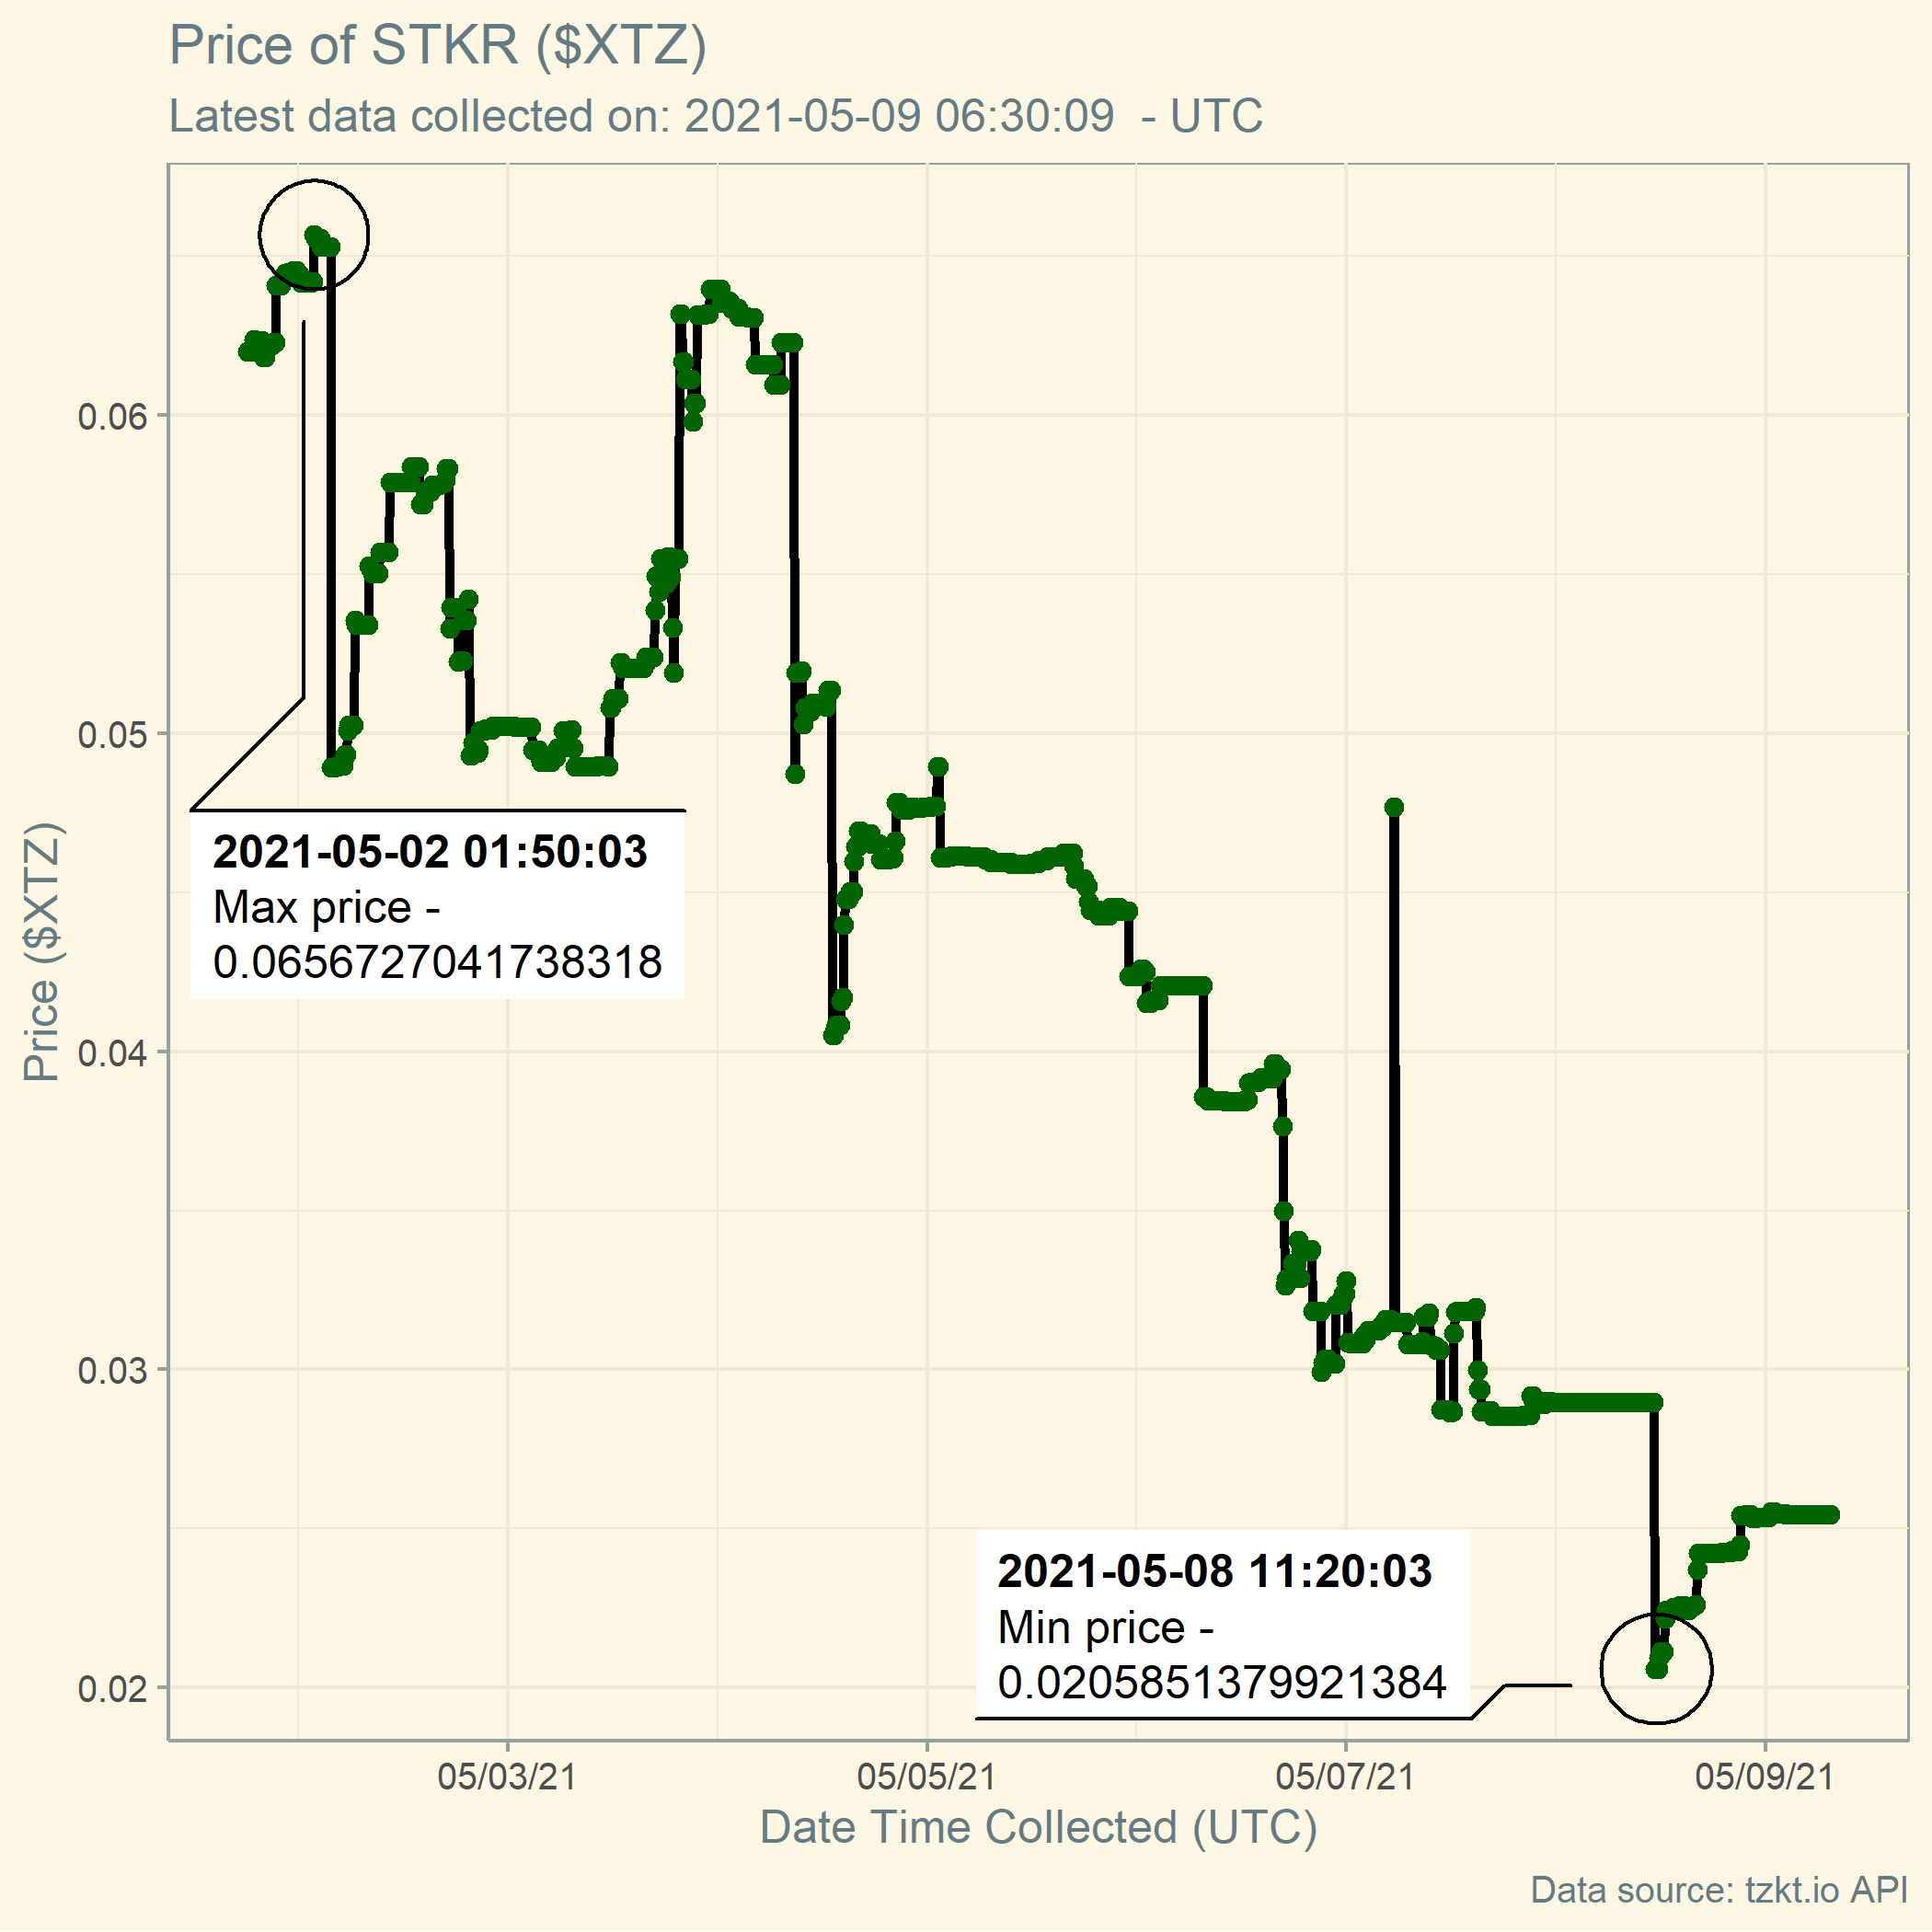 Price of STKR ($XTZ)
Latest data collected on: 2021-05-09 06:30:09  - UTC
Price ($XTZ)
0.06
0.05
0.04
0.03
0.02
2021-05-02 01:50:03
Max price -
0.0656727041738318
2021-05-08 11:20:03
Min price -
0.0205851379921384
05/03/21
05/05/21
05/07/21
05/09/21
Date Time Collected (UTC)
Data source: tzkt.io API